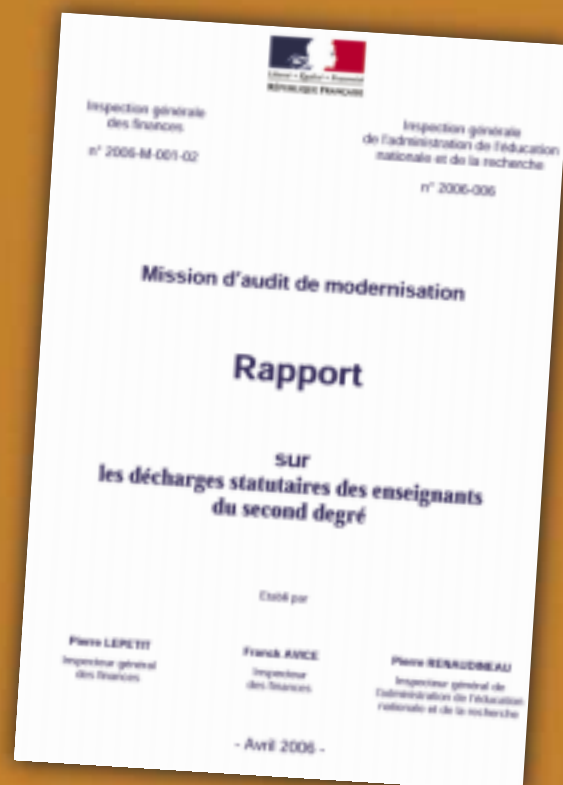 Liberté • Égalité • Fraternité
RÉPUBLIQUE FRANÇAISE
Inspection générale
des finances
n° 2006-M-001-02
Inspection générale
de l'administration de l'éducation
nationale et de la recherche
n° 2006-006
Mission d'audit de modernisation
Rapport
sur
les décharges statutaires des enseignants
du second degré
Etabli par
Pierre LEPETIT
Inspecteur général
des finances
Franck AVICE
Inspecteur
des finances
Pierre RENAUDINEAU
Inspecteur général de
l'administration de l'éducation
nationale et de la recherche
- Avril 2006 -